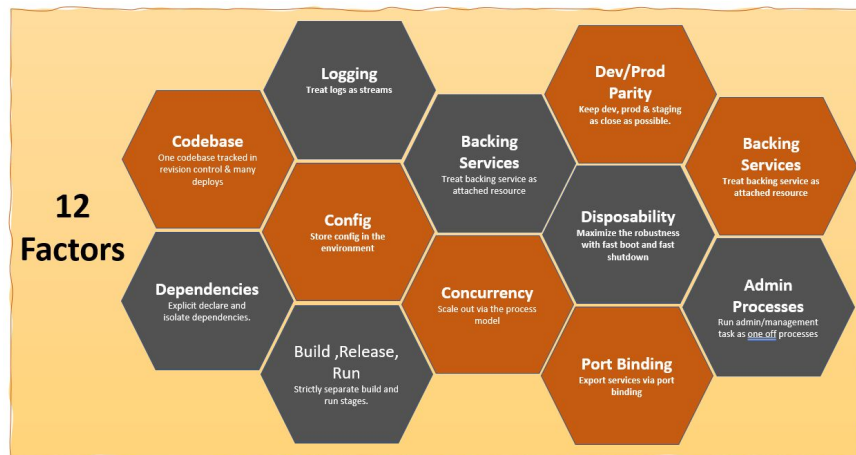 12
Factors
Codebase
One codebase tracked in
revision control & many
deploys
Dependencies
Explicit declare and
isolate dependencies.
Logging
Treat logs as streams
Config
Store config in the
environment
Build ,Release,
Run
Strictly separate build and
run stages.
Backing
Services
Treat backing service as
attached resource
Concurrency
Scale out via the process
model
Dev/Prod
Parity
Keep dev, prod & staging
as close as possible.
Disposability
Maximize the robustness
with fast boot and fast
shutdown
Port Binding
Export services via port
binding
Backing
Services
Treat backing service as
attached resource
Admin
Processes
Run admin/management
task as one off processes